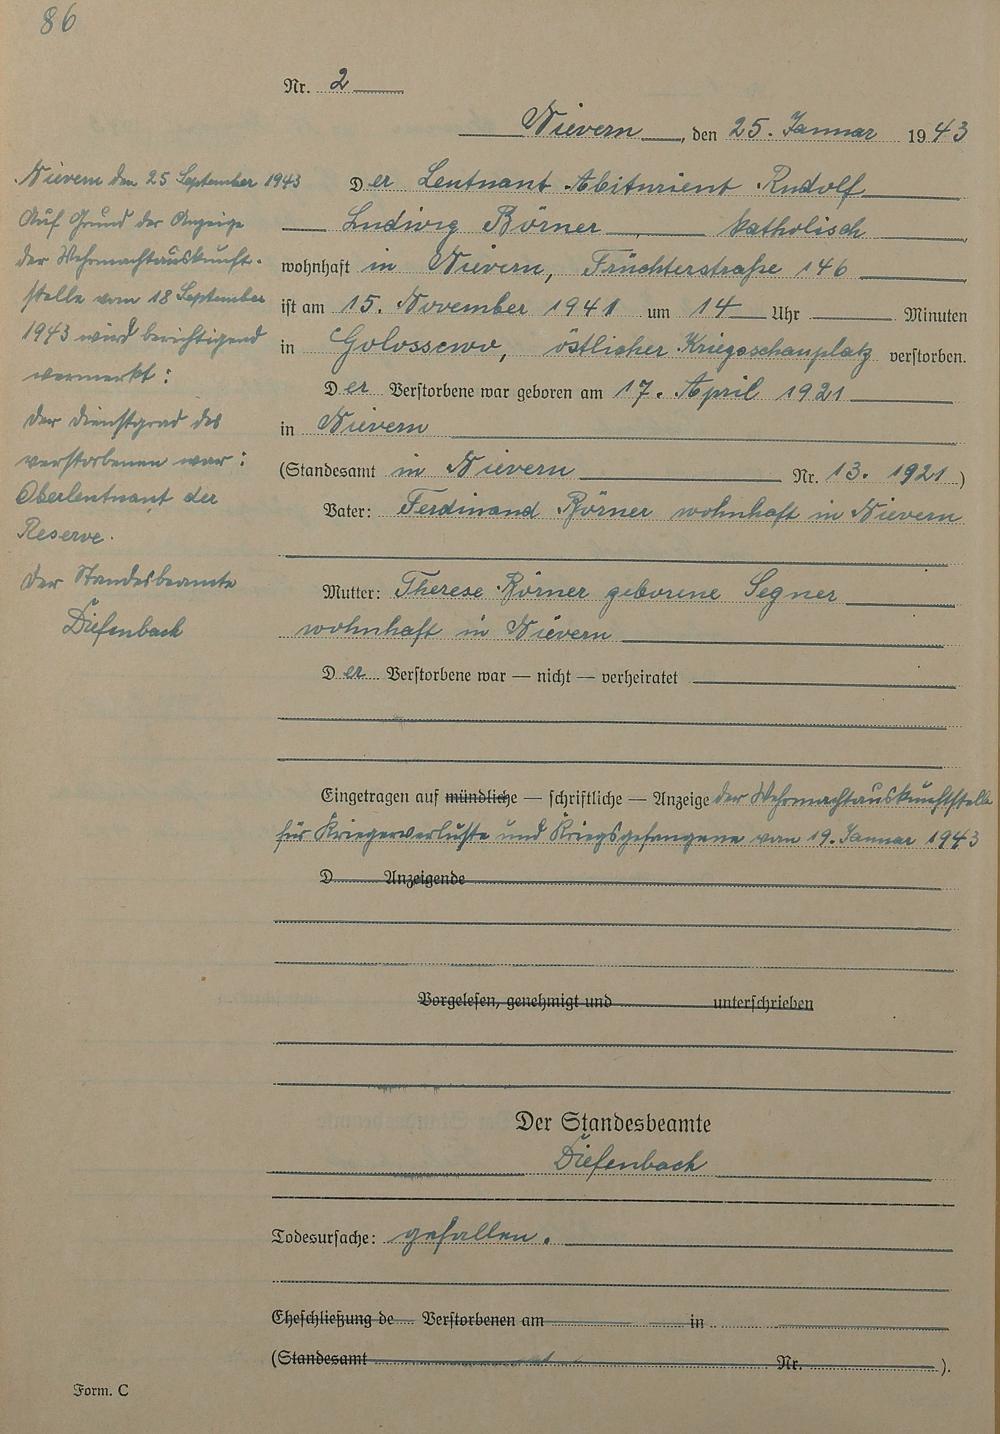 86
Nr. 2
Nievern, den 25. Januar 1943
Der Leutnant Abiturient Rudolf
Ludwig Börner, katholisch,
wohnhaft in Nievern, Früchterstraße 146
ist am 15. November 1941 um 14 Uhr Minuten
in Golossewo, östlicher Kriegsschauplatz verstorben.
Der Verstorbene war geboren am 17. April 1921
in Nievern
(Standesamt in Nievern Nr. 13. 1921)
Vater: Ferdinand Börner wohnhaft in Nievern
Mutter: Therese Börner geborene Segner
wohnhaft in Nievern
Der Verstorbene war — nicht — verheiratet
Eingetragen auf mündliche — schriftliche — Anzeige der Wehrmachtauskunftstelle
für Kriegerverluste und Kriegsgefangene vom 19. Januar 1943
D Anzeigende
Vorgelesen, genehmigt und unterschrieben
Der Standesbeamte
Diefenbach
Todesursache: gefallen.
Eheschließung de Verstorbenen am in
(Standesamt Nr. ).
Form. C
Nievern den 25 September 1943
Auf Grund der Anzeige
der Wehrmachtauskunft-
stelle vom 18 September
1943 wird berichtigend
vermerkt:
Der Dienstgrad des
verstorbenen war:
Oberleutnant der
Reserve.
Der Standesbeamte
Diefenbach